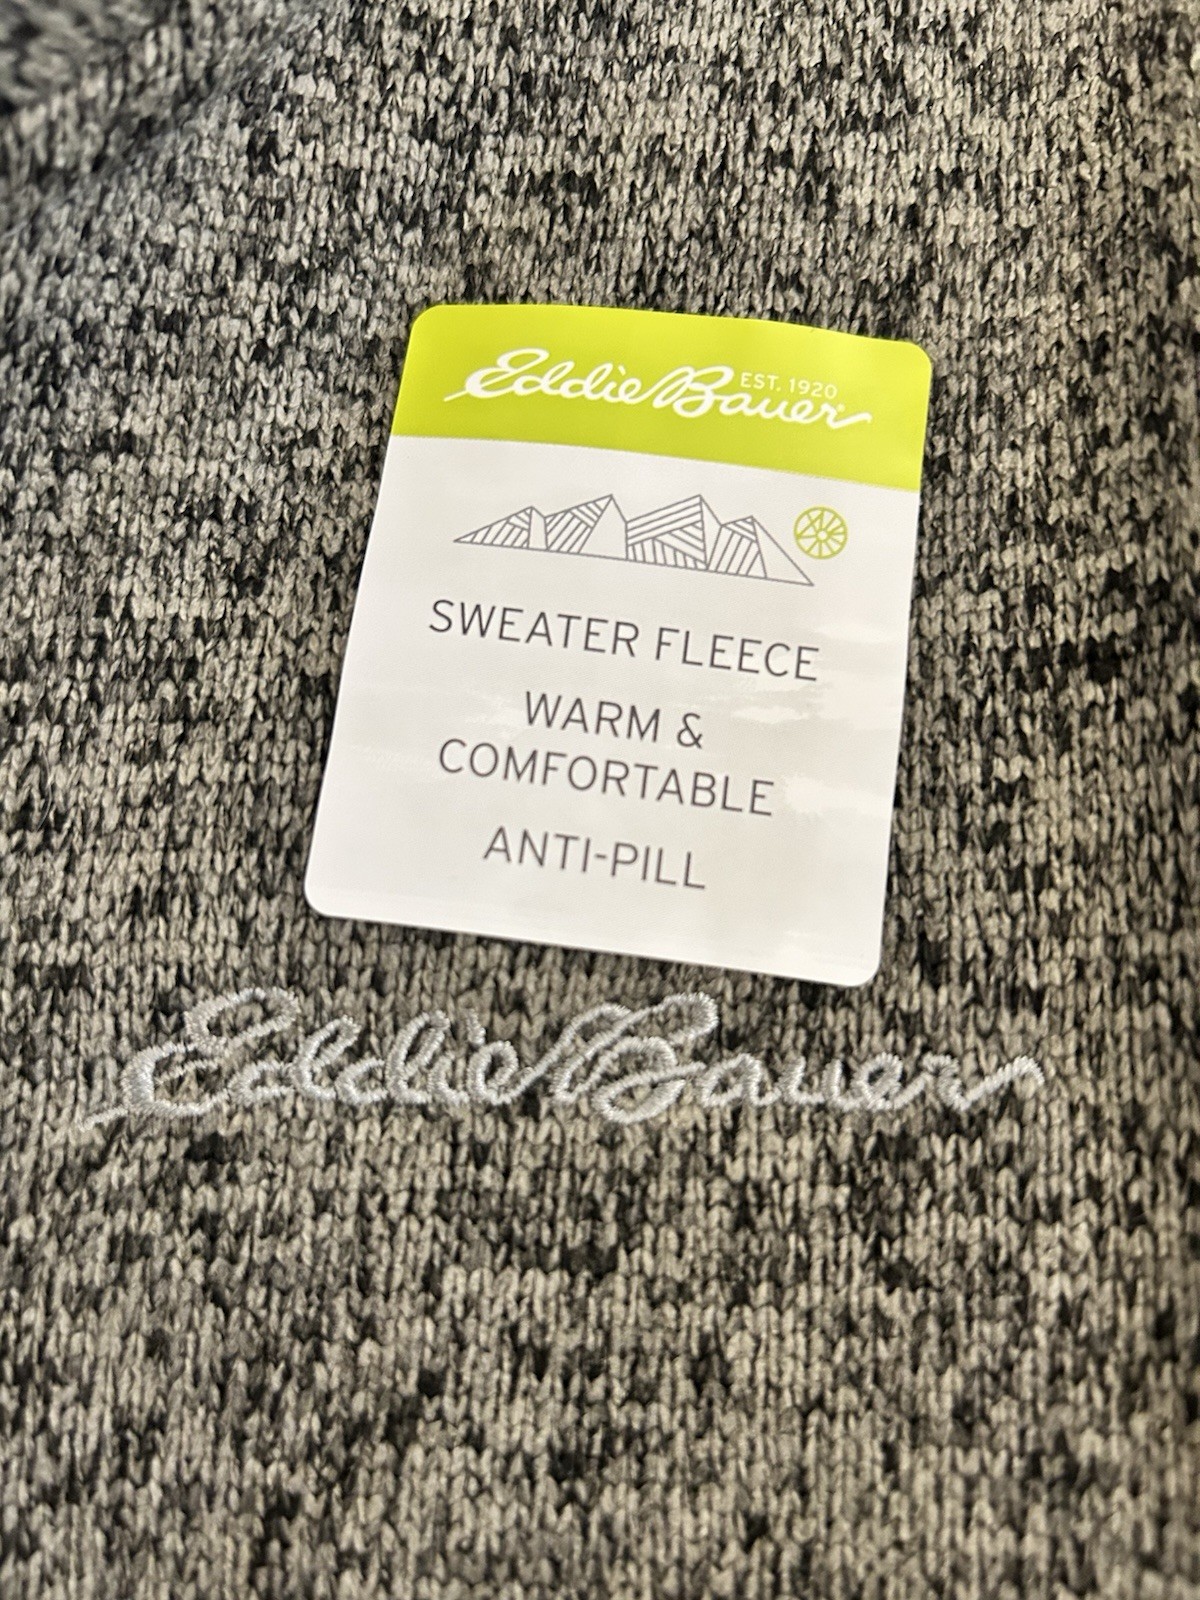 Eddie Bauer EST. 1920
SWEATER FLEECE
WARM &
COMFORTABLE
ANTI-PILL
Eddie Bauer